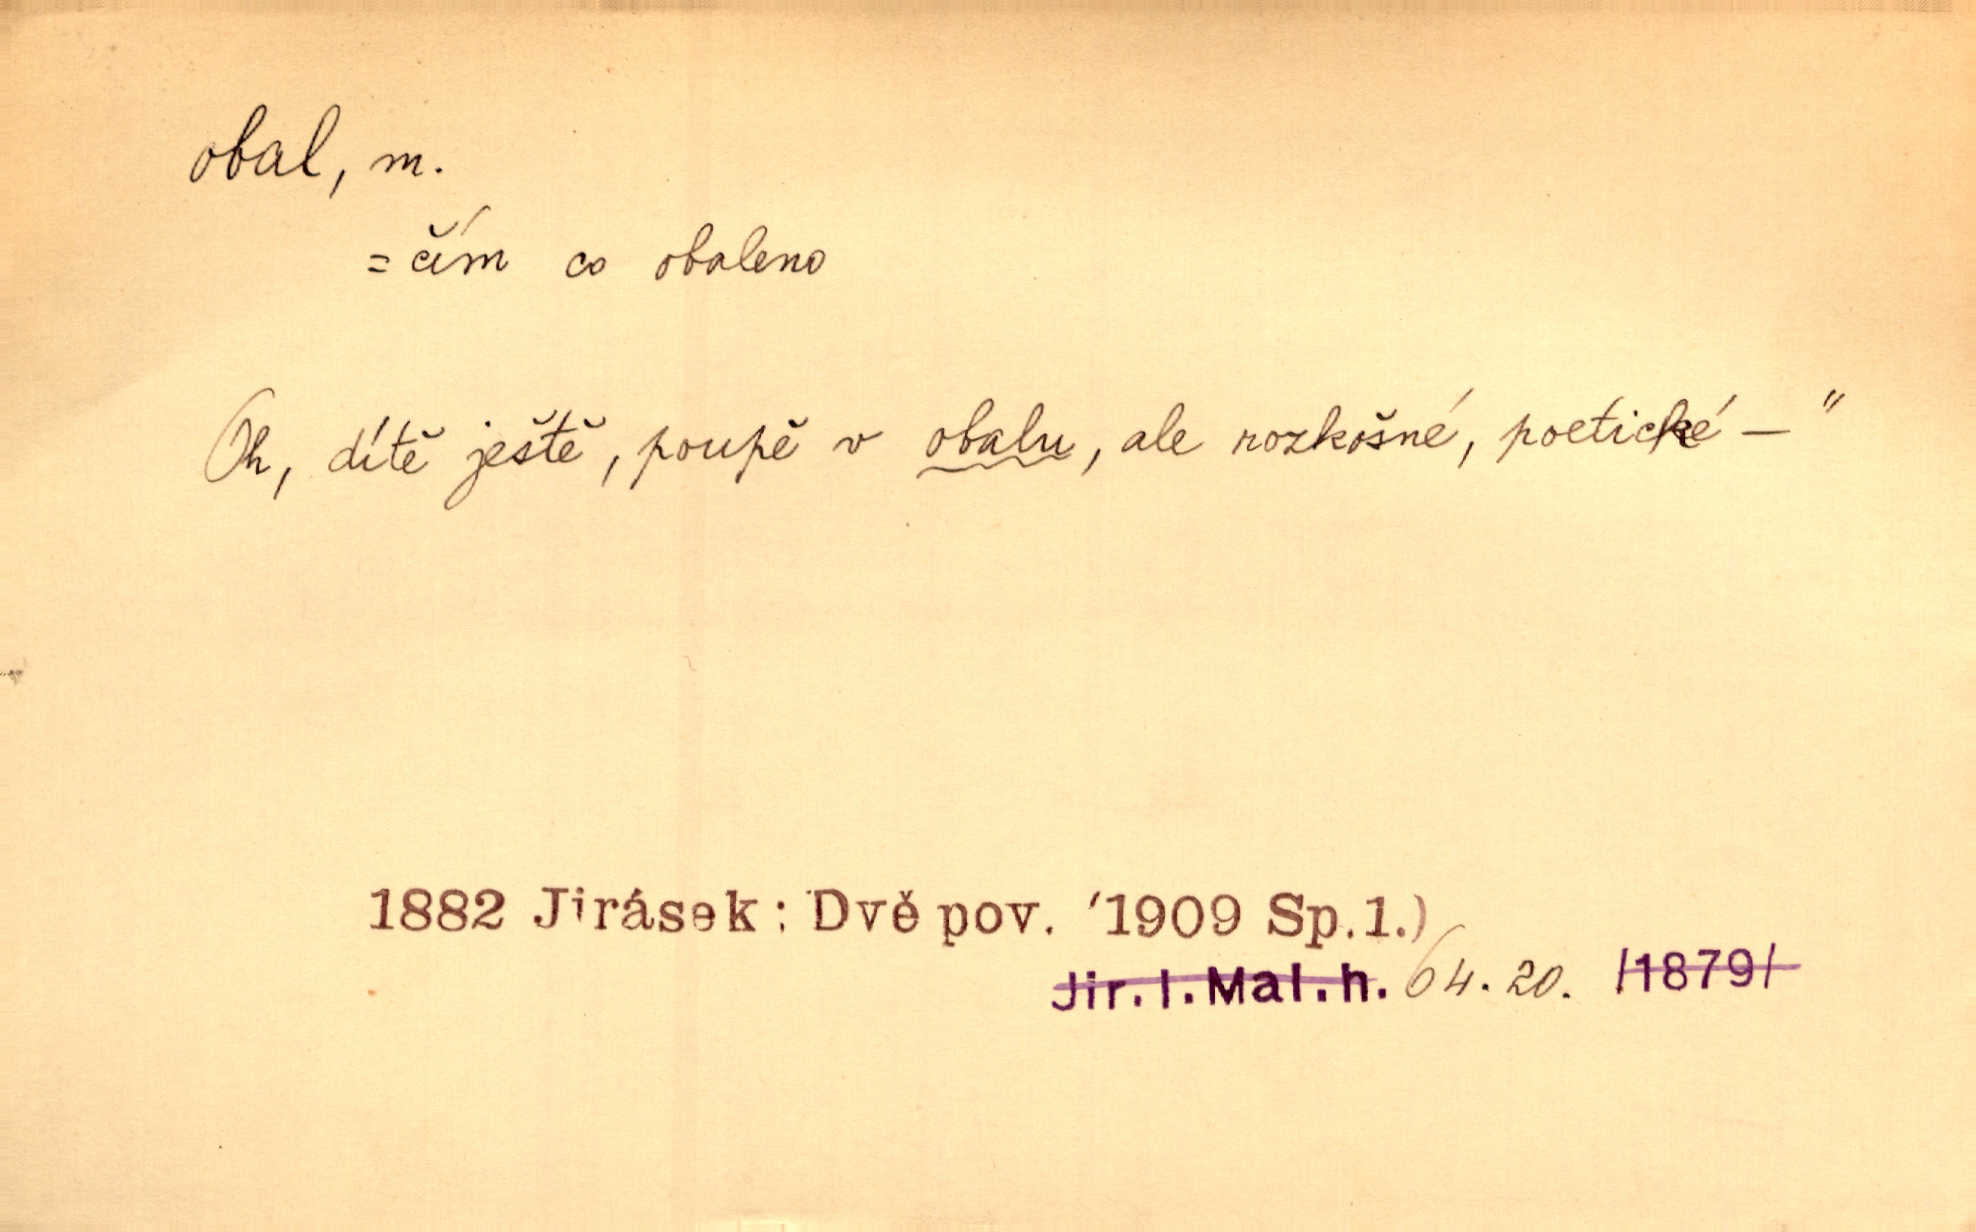 obal, m.
= čím co obaleno
Oh, dítě ještě, poupě v obalu, ale rozkošné, poetické — "
1882 Jirásek: Dvě pov. '1909 Sp.1.)
Jir.I.Mal.h. 64. 20. /1879/